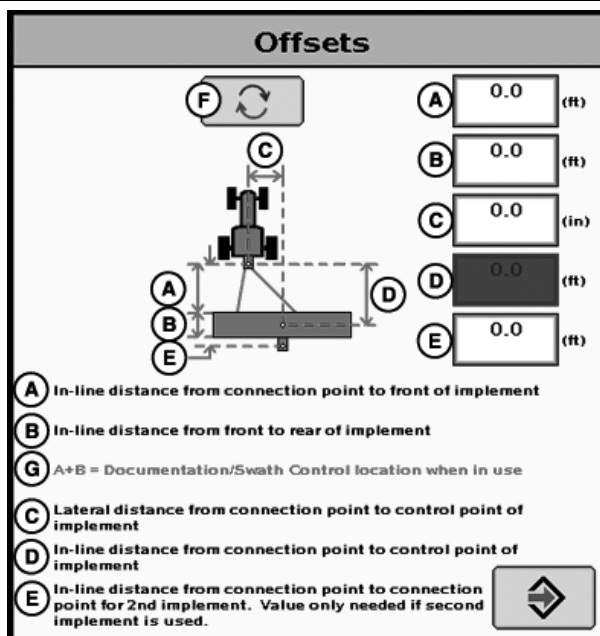 Offsets
F
A 0.0 (ft)
C
B 0.0 (ft)
C 0.0 (in)
A
D
D 0.0 (ft)
B
E
E 0.0 (ft)
A In-line distance from connection point to front of implement
B In-line distance from front to rear of implement
G A+B = Documentation/Swath Control location when in use
C Lateral distance from connection point to control point of
implement
D In-line distance from connection point to control point of
implement
E In-line distance from connection point to connection
point for 2nd implement. Value only needed if second
implement is used.